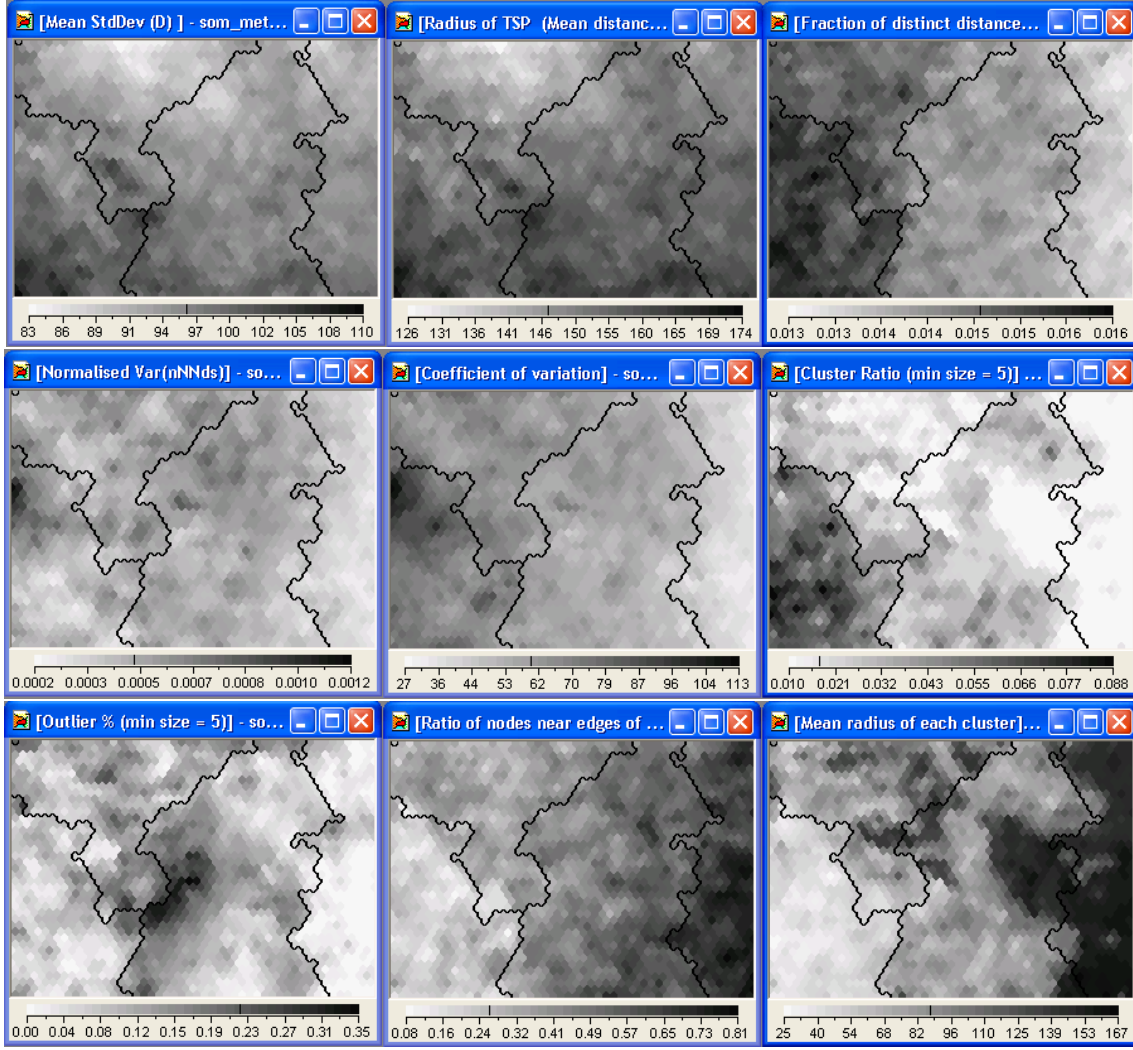 [Mean StdDev (D) ] - som_met...
[Radius of TSP (Mean distanc...
[Fraction of distinct distance...
83 86 89 91 94 97 100 102 105 108 110
126 131 136 141 147 150 155 160 165 169 174
0.013 0.013 0.014 0.014 0.015 0.015 0.016 0.016
[Normalised Var(nNNds)] - so...
[Coefficient of variation] - so...
[Cluster Ratio (min size = 5)] ...
0.0002 0.0003 0.0005 0.0007 0.0008 0.0010 0.0012
27 36 44 53 62 70 79 87 96 104 113
0.010 0.020 0.032 0.043 0.055 0.066 0.077 0.088
[Outlier % (min size = 5)] - so...
[Ratio of nodes near edges of ...
[Mean radius of each cluster]...
0.00 0.04 0.08 0.12 0.15 0.19 0.23 0.27 0.31 0.35
0.08 0.16 0.24 0.32 0.41 0.49 0.57 0.65 0.73 0.81
25 40 54 68 82 96 110 125 139 153 167